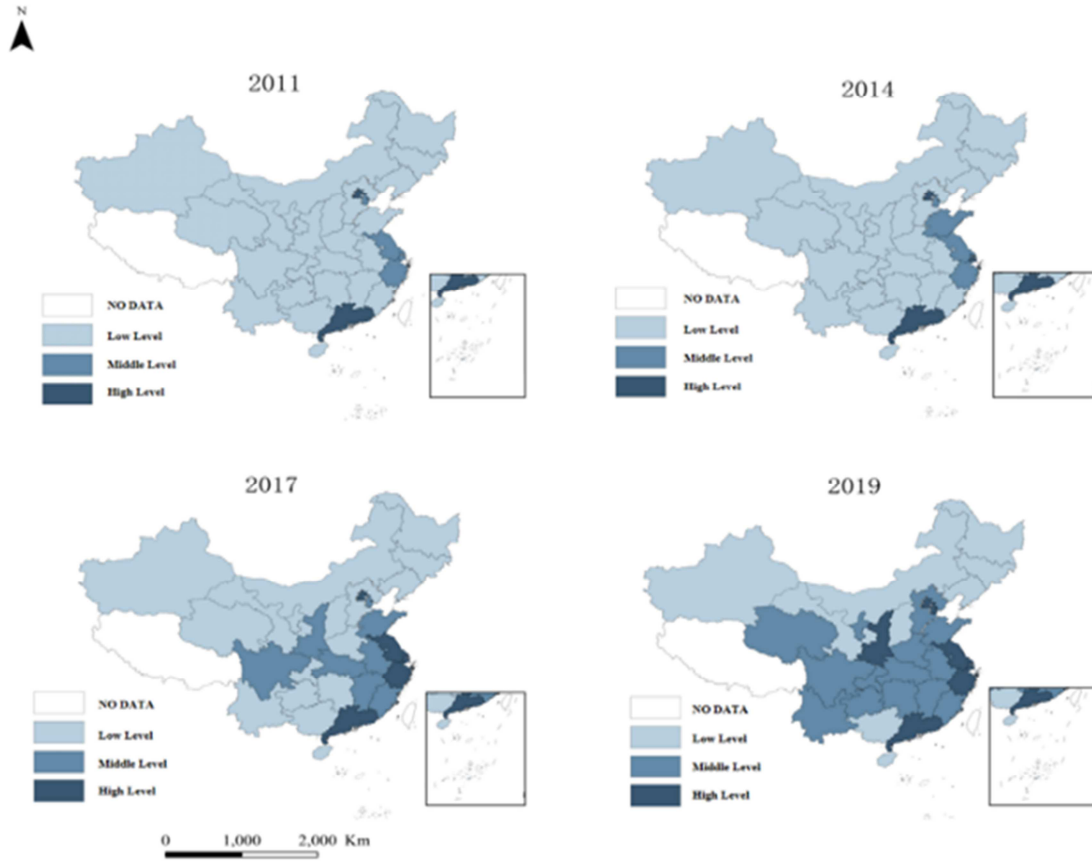 N
2011
2014
NO DATA
Low Level
Middle Level
High Level
NO DATA
Low Level
Middle Level
High Level
2017
2019
NO DATA
Low Level
Middle Level
High Level
NO DATA
Low Level
Middle Level
High Level
0 1,000 2,000 Km